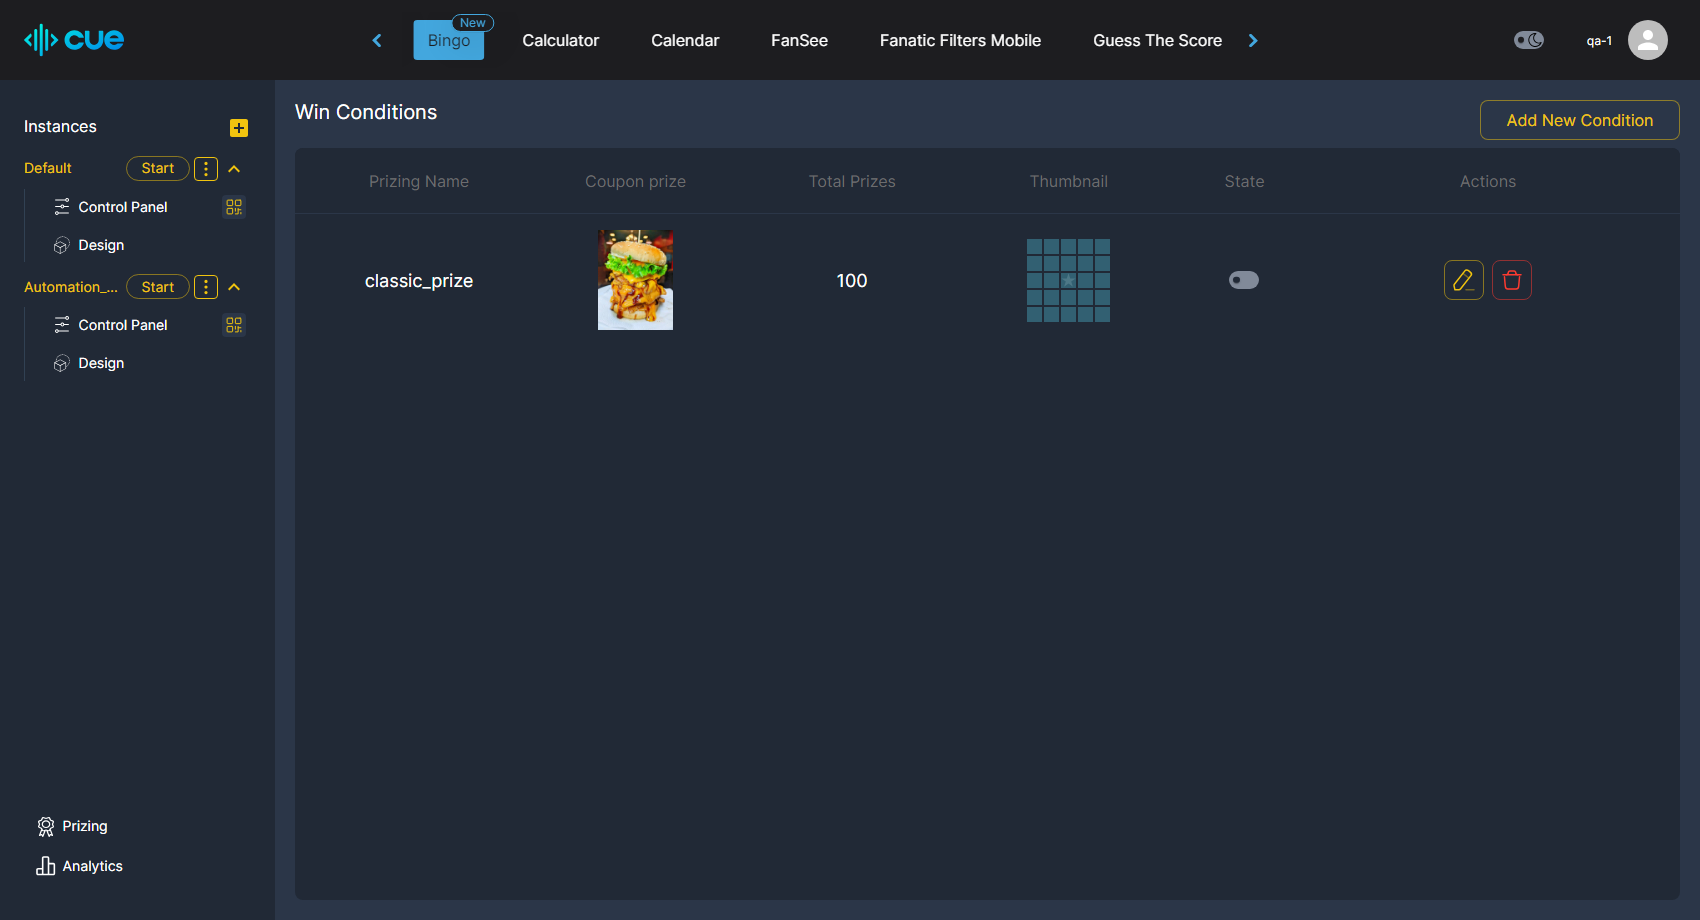 cue
New
Bingo
Calculator
Calendar
FanSee
Fanatic Filters Mobile
Guess The Score
qa-1
Instances
Default
Start
Control Panel
Design
Automation_...
Start
Control Panel
Design
Prizing
Analytics
Win Conditions
Add New Condition
Prizing Name Coupon prize Total Prizes Thumbnail State Actions
classic_prize 100